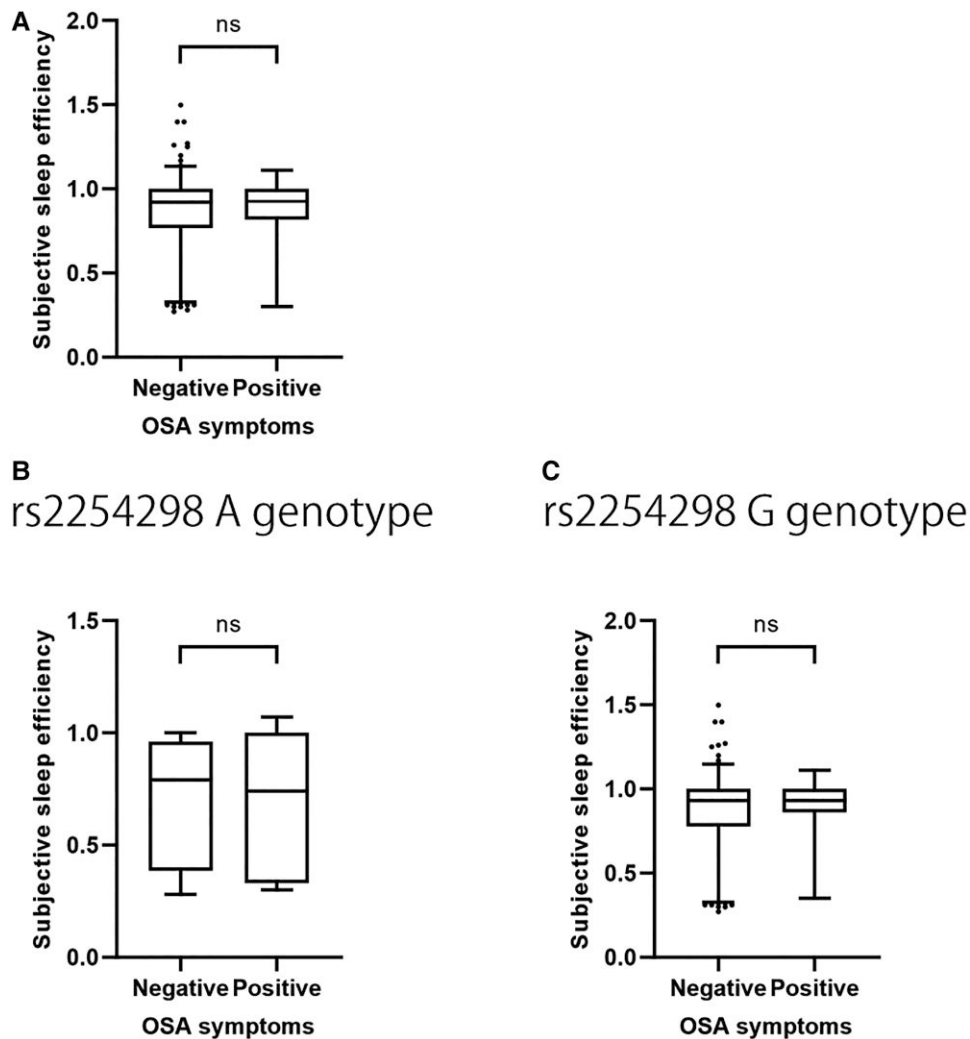 A
Subjective sleep efficiency
2.0
1.5
1.0
0.5
0.0
ns
Negative Positive
OSA symptoms
B
rs2254298 A genotype
Subjective sleep efficiency
1.5
1.0
0.5
0.0
ns
Negative Positive
OSA symptoms
C
rs2254298 G genotype
Subjective sleep efficiency
2.0
1.5
1.0
0.5
0.0
ns
Negative Positive
OSA symptoms